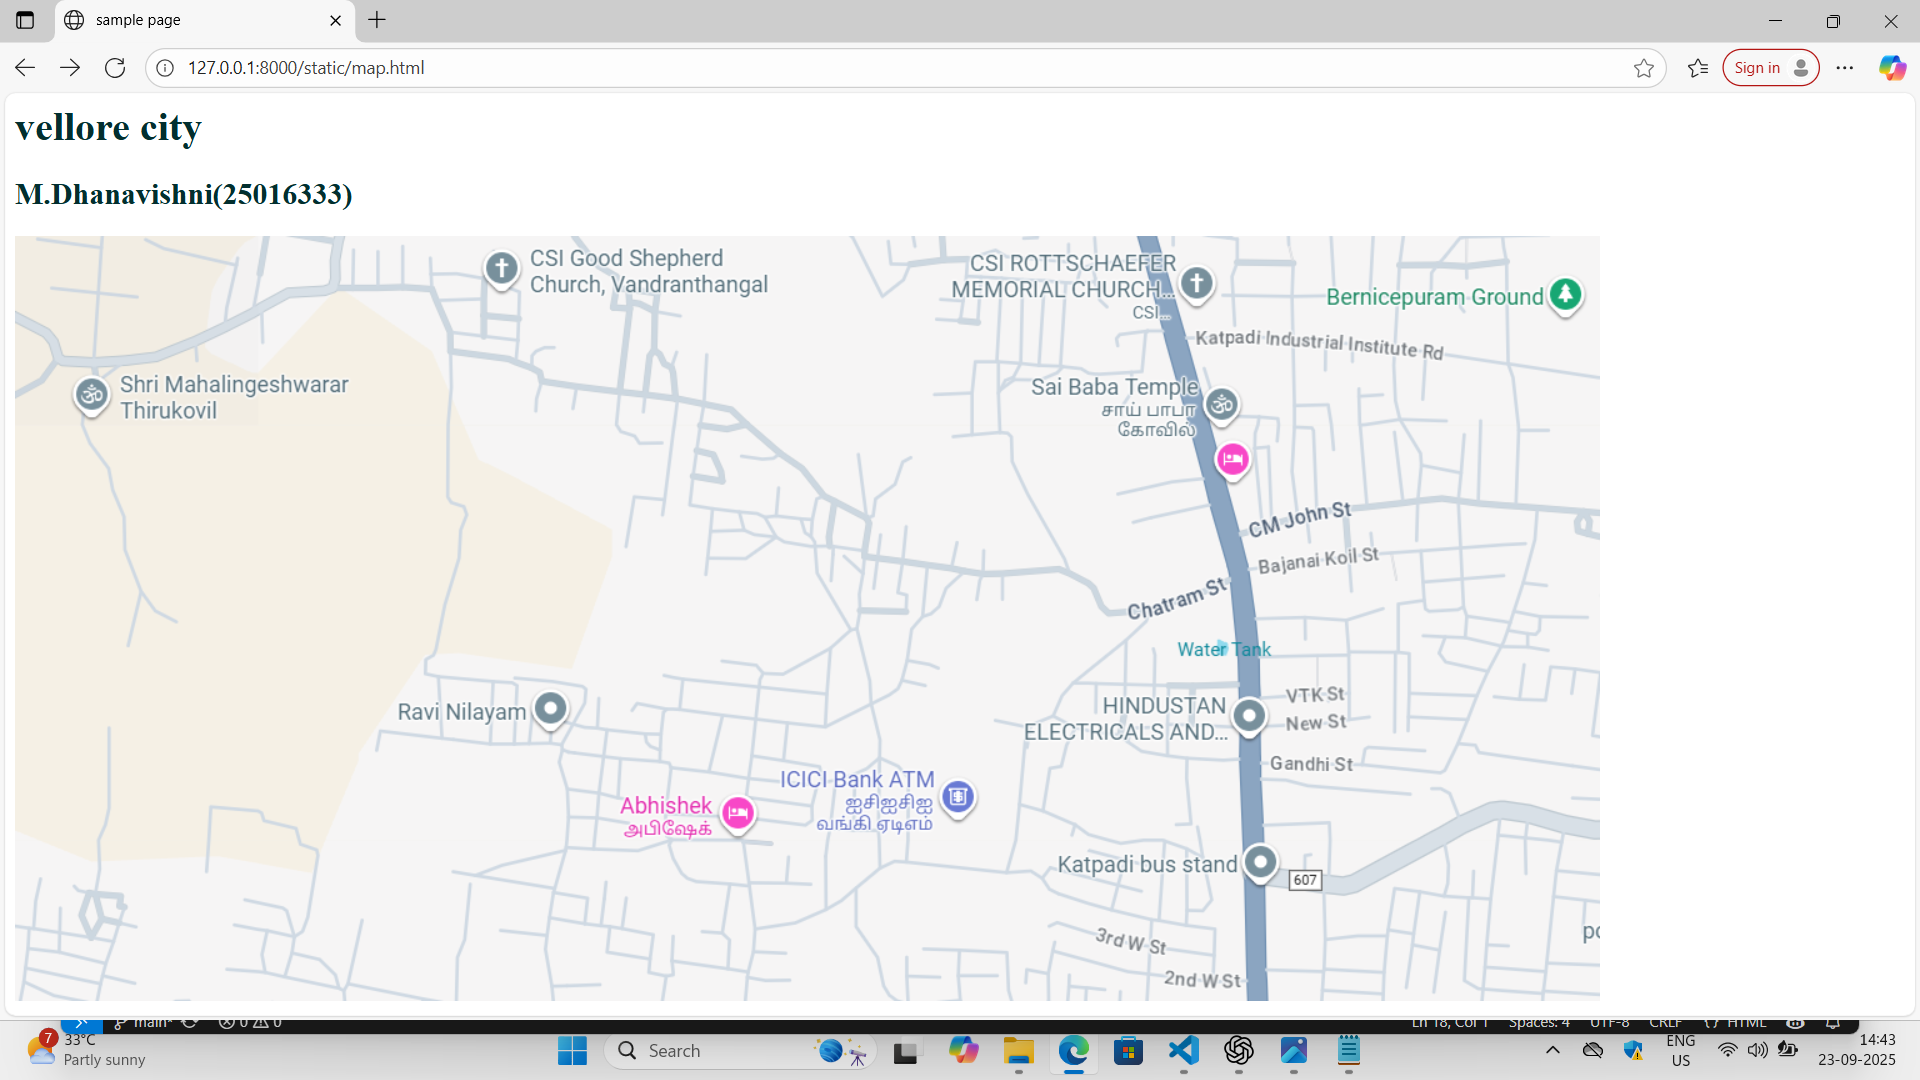 sample page
127.0.0.1:8000/static/map.html
Sign in
vellore city
M.Dhanavishni(25016333)
CSI Good Shepherd
Church, Vandranthangal
CSI ROTTSCHAEFER
MEMORIAL CHURCH...
CSI...
Bernicepuram Ground
Katpadi Industrial Institute Rd
Shri Mahalingeshwarar
Thirukovil
Sai Baba Temple
சாய் பாபா
கோவில்
CM John St
Bajanai Koil St
Chatram St
Water Tank
Ravi Nilayam
HINDUSTAN
ELECTRICALS AND...
VTK St
New St
Gandhi St
ICICI Bank ATM
ஐசிஐசிஐ
வங்கி ஏடிஎம்
Abhishek
அபிஷேக்
Katpadi bus stand
607
3rd W St
2nd W St
po
main*
0 0
Ln 18, Col 1
Spaces: 4
UTF-8
CRLF
{} HTML
7
33°C
Partly sunny
Search
ENG
US
14:43
23-09-2025